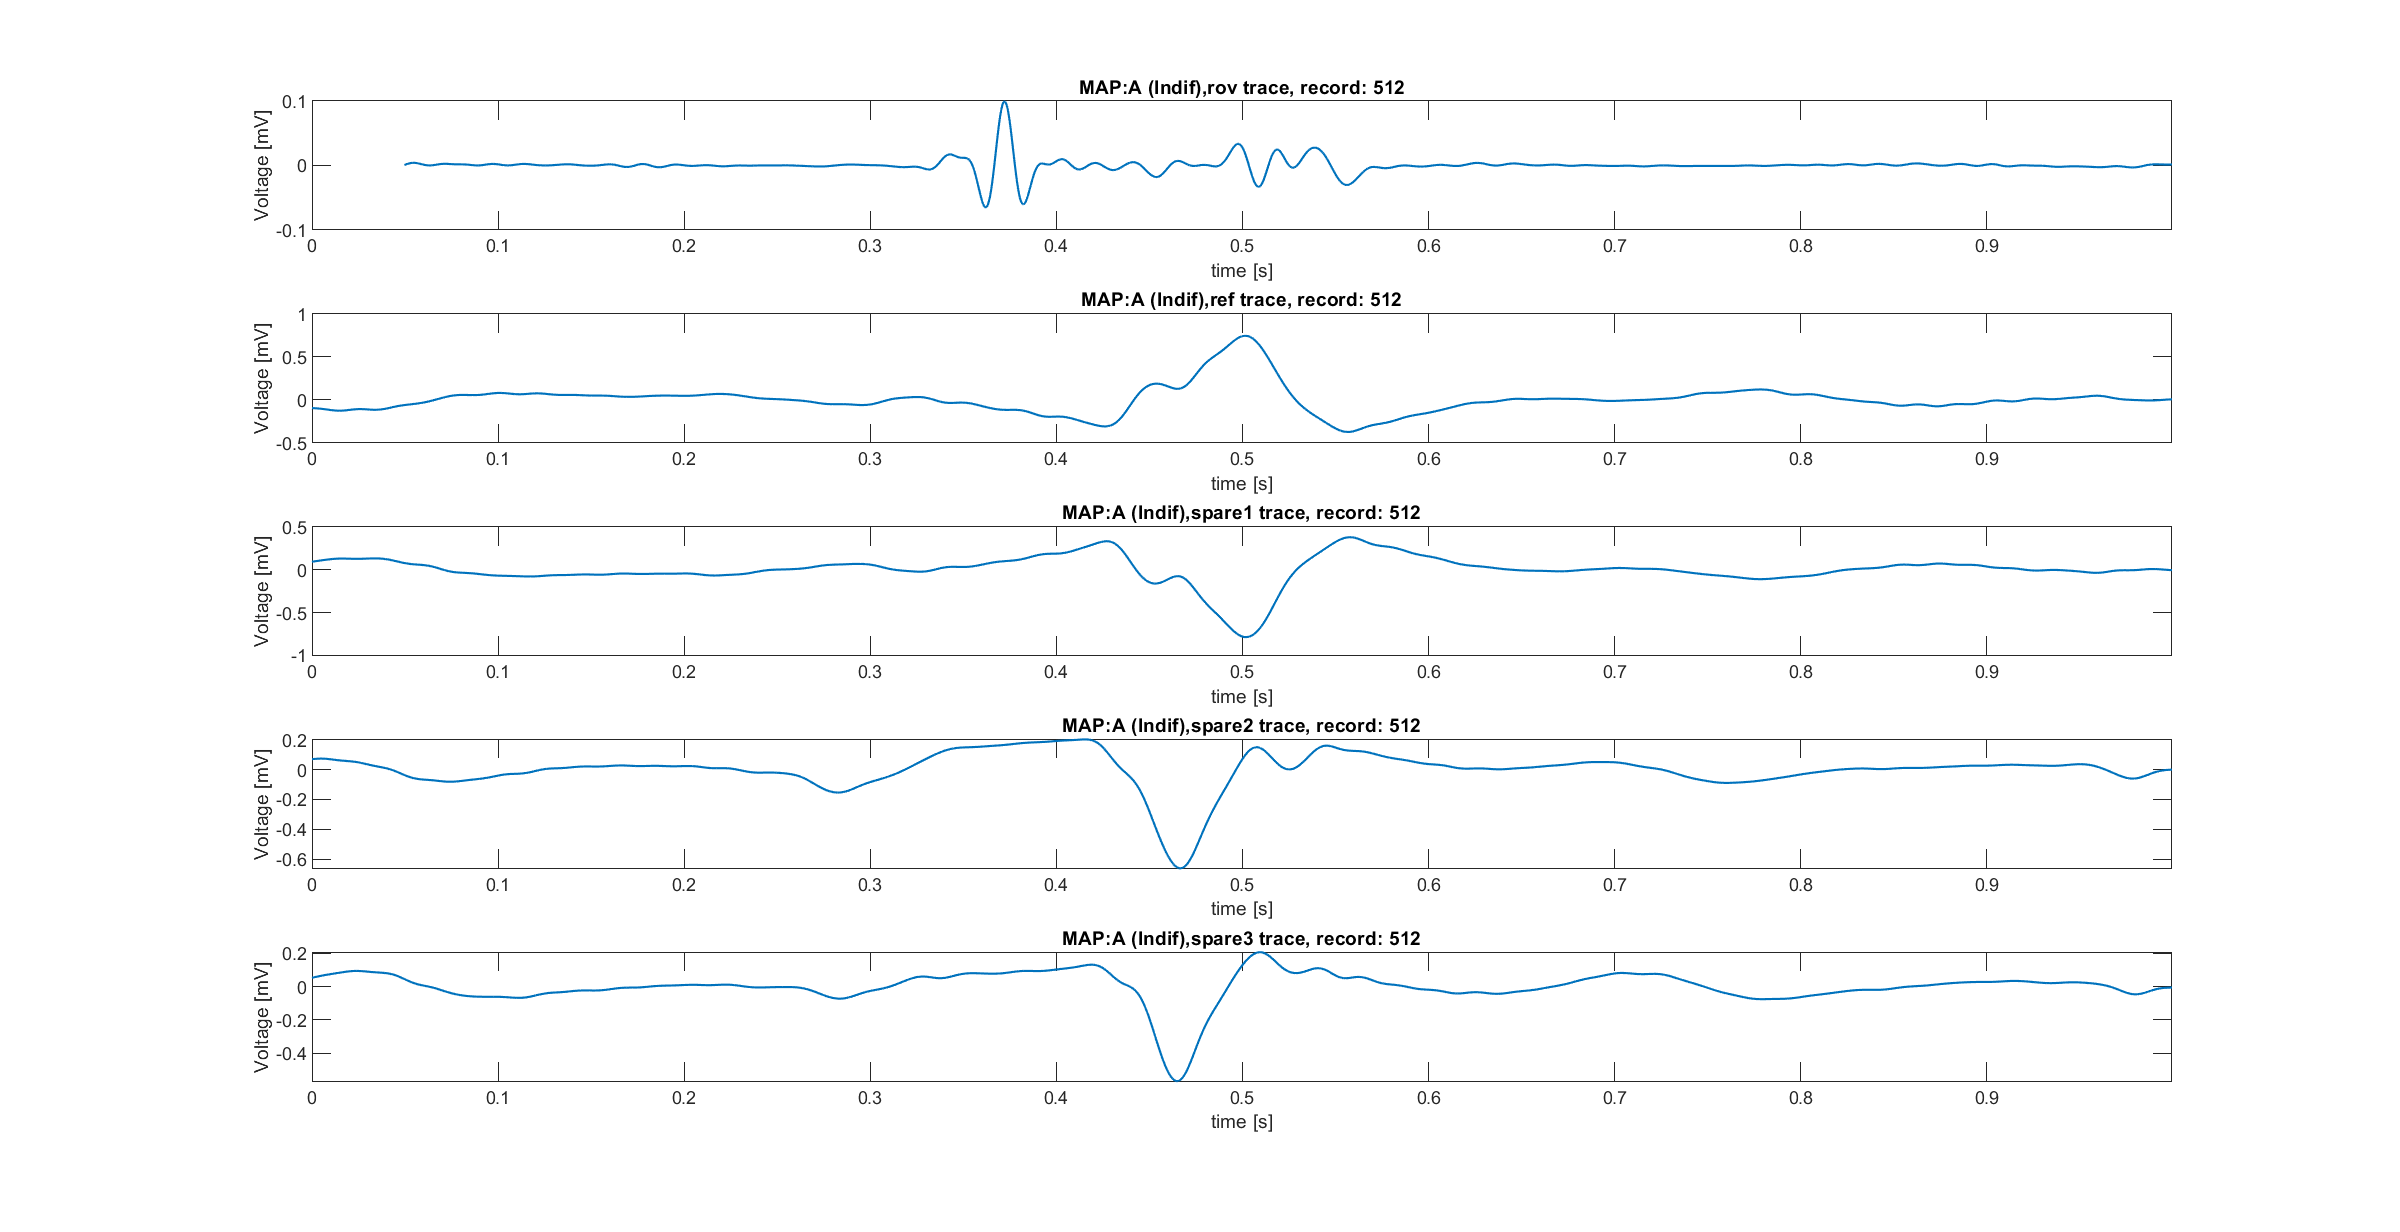 MAP:A (Indif),rov trace, record: 512
Voltage [mV]
0.1
0
-0.1
0 0.1 0.2 0.3 0.4 0.5 0.6 0.7 0.8 0.9
time [s]
MAP:A (Indif),ref trace, record: 512
Voltage [mV]
1
0.5
0
-0.5
0 0.1 0.2 0.3 0.4 0.5 0.6 0.7 0.8 0.9
time [s]
MAP:A (Indif),spare1 trace, record: 512
Voltage [mV]
0.5
0
-0.5
-1
0 0.1 0.2 0.3 0.4 0.5 0.6 0.7 0.8 0.9
time [s]
MAP:A (Indif),spare2 trace, record: 512
Voltage [mV]
0.2
0
-0.2
-0.4
-0.6
0 0.1 0.2 0.3 0.4 0.5 0.6 0.7 0.8 0.9
time [s]
MAP:A (Indif),spare3 trace, record: 512
Voltage [mV]
0.2
0
-0.2
-0.4
0 0.1 0.2 0.3 0.4 0.5 0.6 0.7 0.8 0.9
time [s]